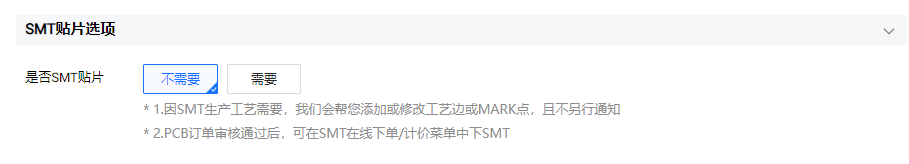 SMT贴片选项
是否SMT贴片 不需要 需要
* 1.因SMT生产工艺需要，我们会帮您添加或修改工艺边或MARK点，且不另行通知
* 2.PCB订单审核通过后，可在SMT在线下单/计价菜单中下SMT